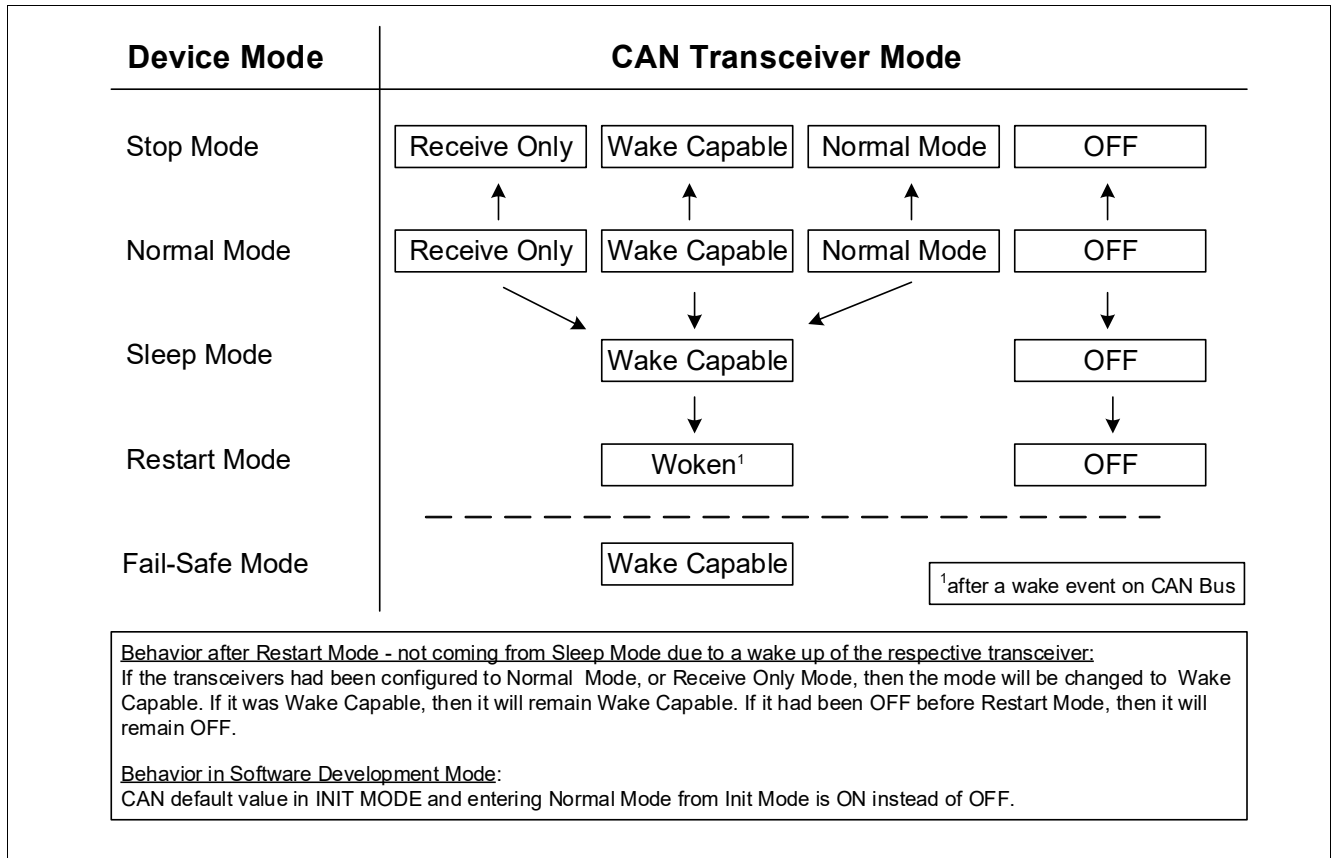 Device Mode CAN Transceiver Mode
Stop Mode Receive Only Wake Capable Normal Mode OFF
Normal Mode Receive Only Wake Capable Normal Mode OFF
Sleep Mode Wake Capable OFF
Restart Mode Woken¹ OFF
Fail-Safe Mode Wake Capable
¹after a wake event on CAN Bus
Behavior after Restart Mode - not coming from Sleep Mode due to a wake up of the respective transceiver:
If the transceivers had been configured to Normal Mode, or Receive Only Mode, then the mode will be changed to Wake
Capable. If it was Wake Capable, then it will remain Wake Capable. If it had been OFF before Restart Mode, then it will
remain OFF.
Behavior in Software Development Mode:
CAN default value in INIT MODE and entering Normal Mode from Init Mode is ON instead of OFF.